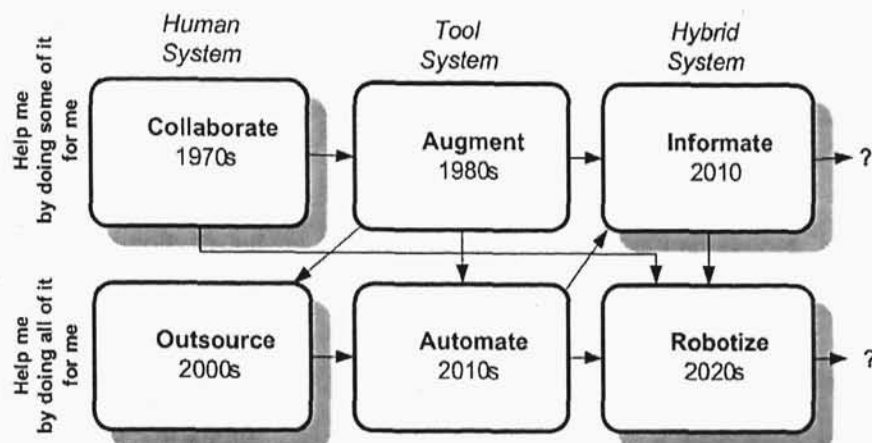 Human
System
Tool
System
Hybrid
System
Help me
by doing some of it
for me
Collaborate
1970s
Augment
1980s
Informate
2010
?
Help me
by doing all of it
for me
Outsource
2000s
Automate
2010s
Robotize
2020s
?